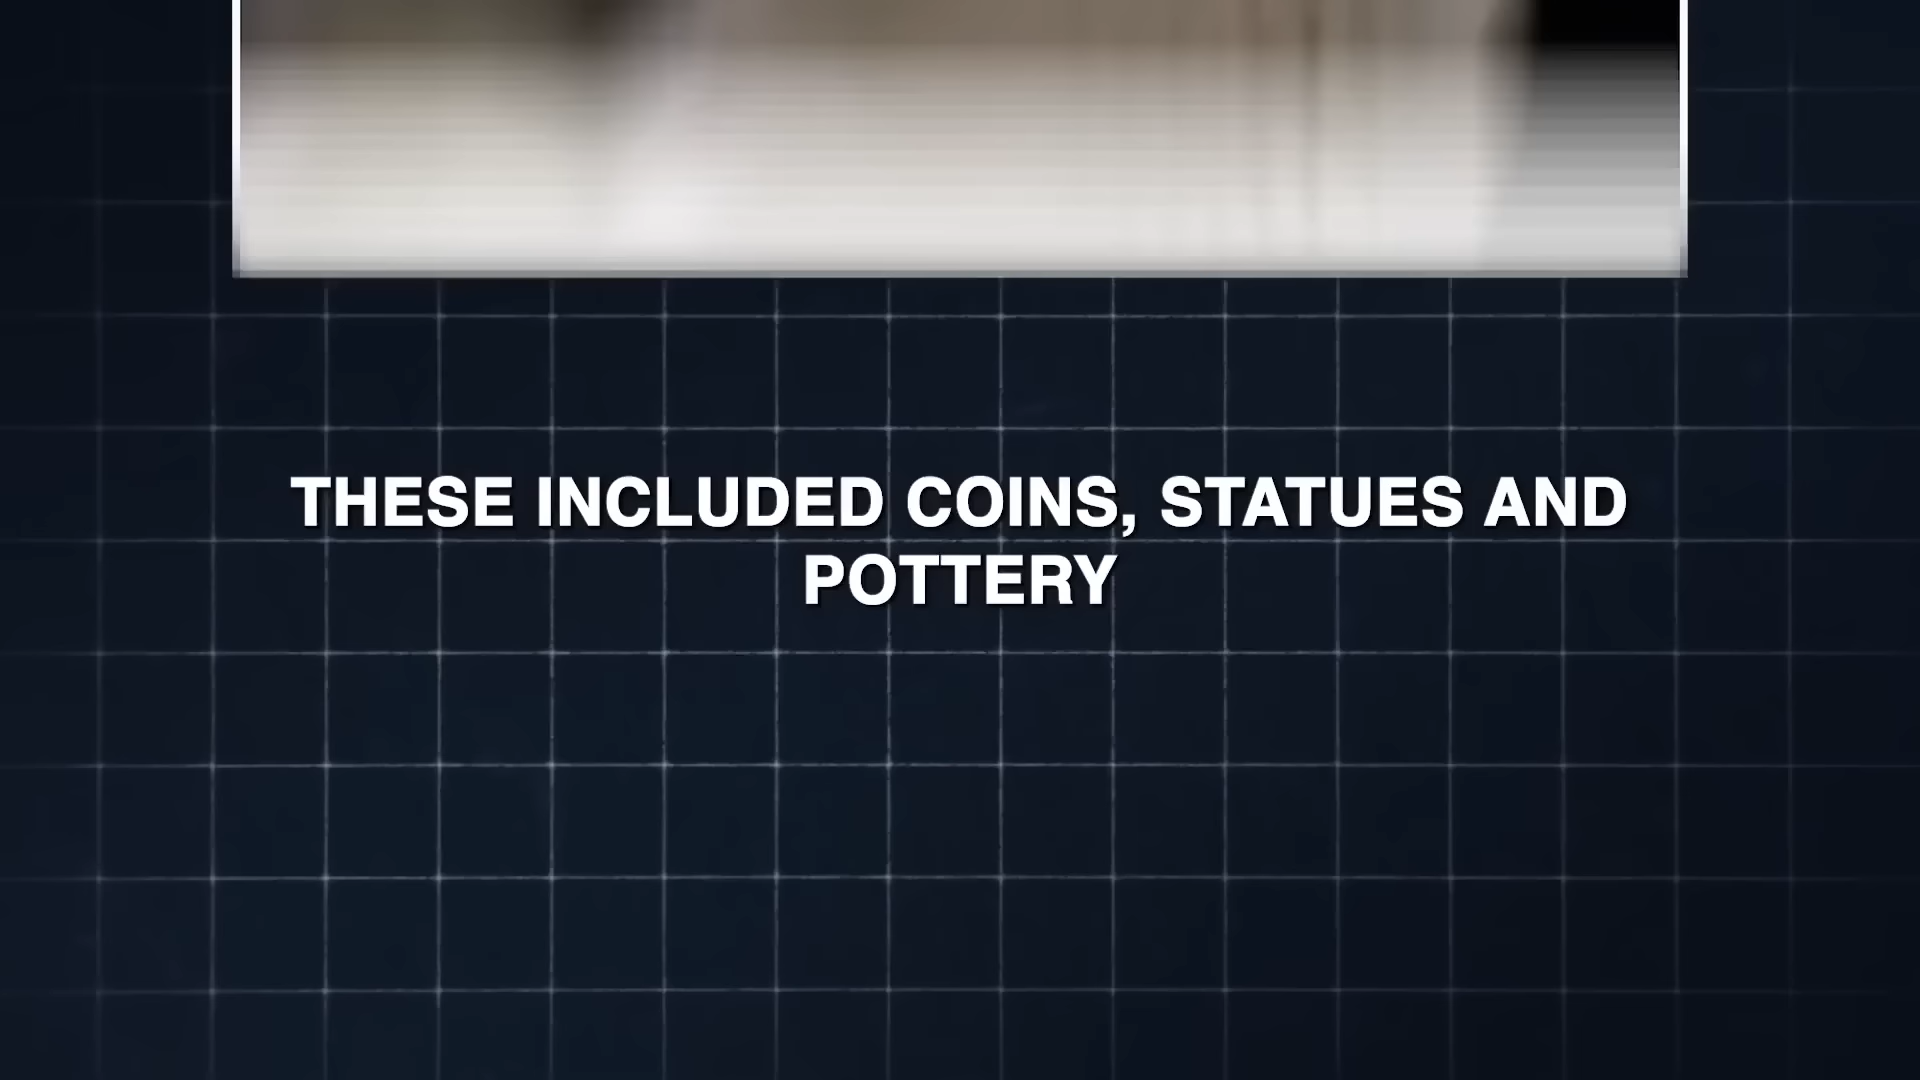 THESE INCLUDED COINS, STATUES AND
POTTERY